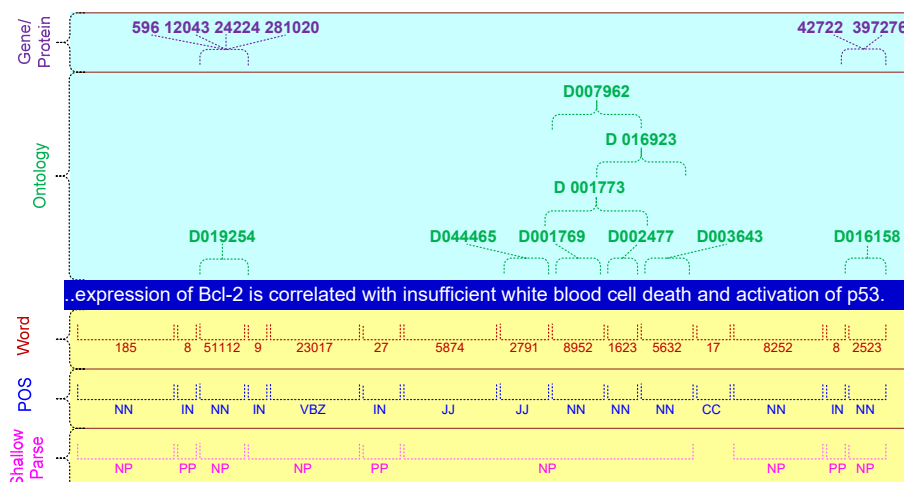 Gene/
Protein
596 12043 24224 281020
42722 397276
Ontology
D007962
D 016923
D 001773
D019254
D044465
D001769
D002477
D003643
D016158
..expression of Bcl-2 is correlated with insufficient white blood cell death and activation of p53.
Word
185 8 51112 9 23017 27 5874 2791 8952 1623 5632 17 8252 8 2523
POS
NN IN NN IN VBZ IN JJ JJ NN NN NN CC NN IN NN
Shallow
Parse
NP PP NP NP PP NP NP PP NP